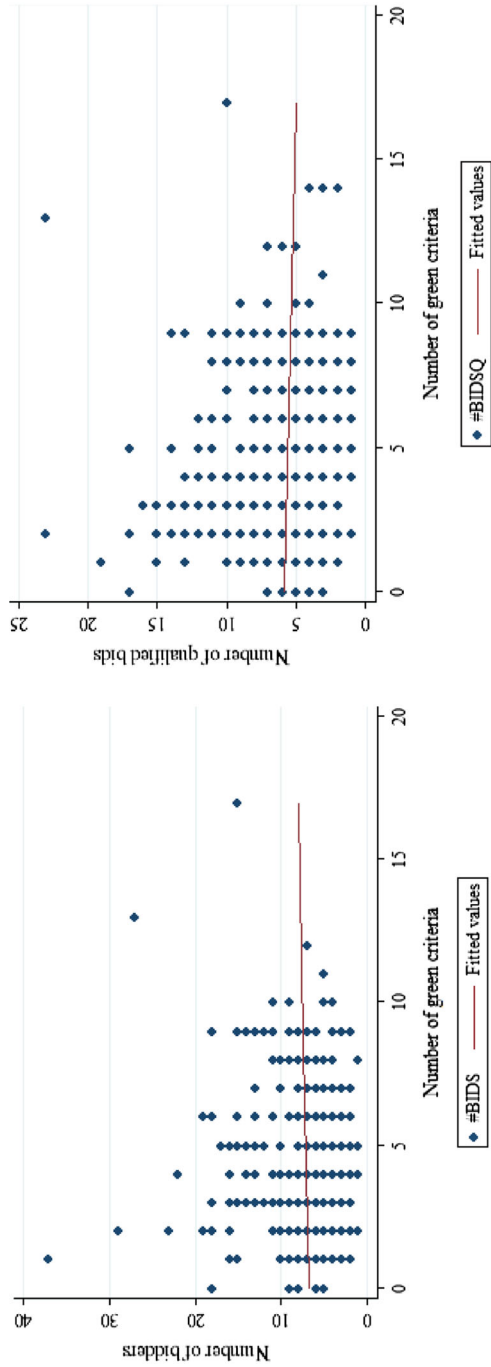 Number of bidders
40
30
20
10
0
0 5 10 15 20
Number of green criteria
#BIDS Fitted values
Number of qualified bids
25
20
15
10
5
0
0 5 10 15 20
Number of green criteria
#BIDSQ Fitted values